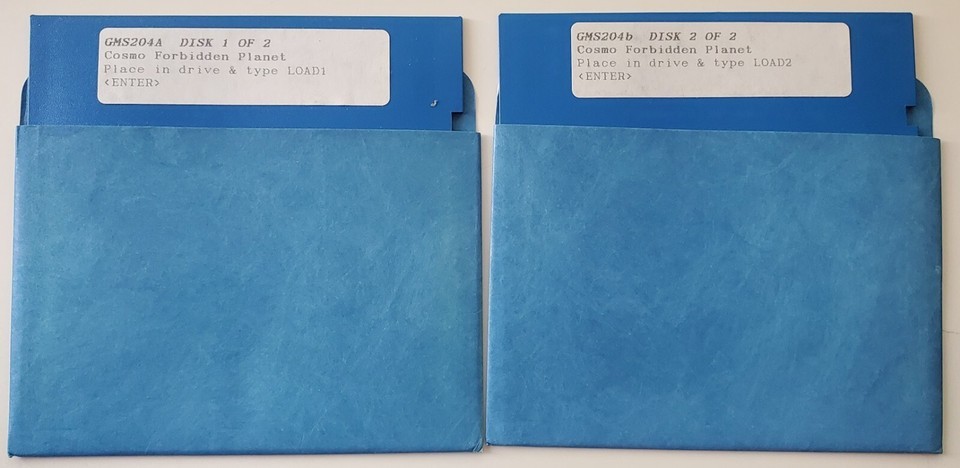 GMS204A DISK 1 OF 2
Cosmo Forbidden Planet
Place in drive & type LOAD1
<ENTER>
GMS204b DISK 2 OF 2
Cosmo Forbidden Planet
Place in drive & type LOAD2
<ENTER>